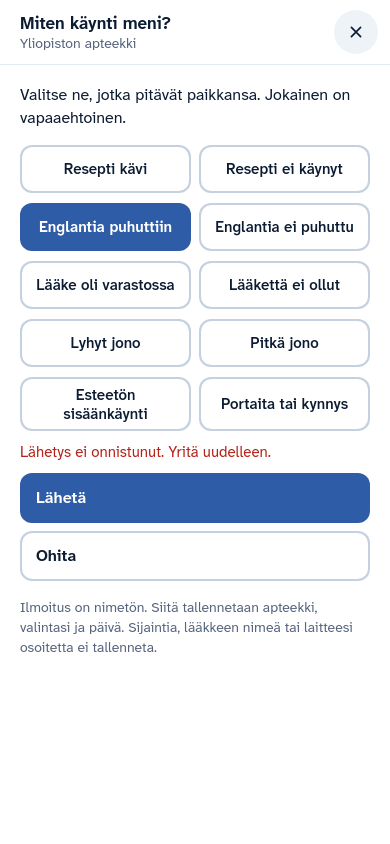 Miten käynti meni?
Yliopiston apteekki
Valitse ne, jotka pitävät paikkansa. Jokainen on
vapaaehtoinen.
Resepti kävi
Resepti ei käynyt
Englantia puhuttiin
Englantia ei puhuttu
Lääke oli varastossa
Lääkettä ei ollut
Lyhyt jono
Pitkä jono
Esteetön
sisäänkäynti
Portaita tai kynnys
Lähetys ei onnistunut. Yritä uudelleen.
Lähetä
Ohita
Ilmoitus on nimetön. Siitä tallennetaan apteekki,
valintasi ja päivä. Sijaintia, lääkkeen nimeä tai laitteesi
osoitetta ei tallenneta.